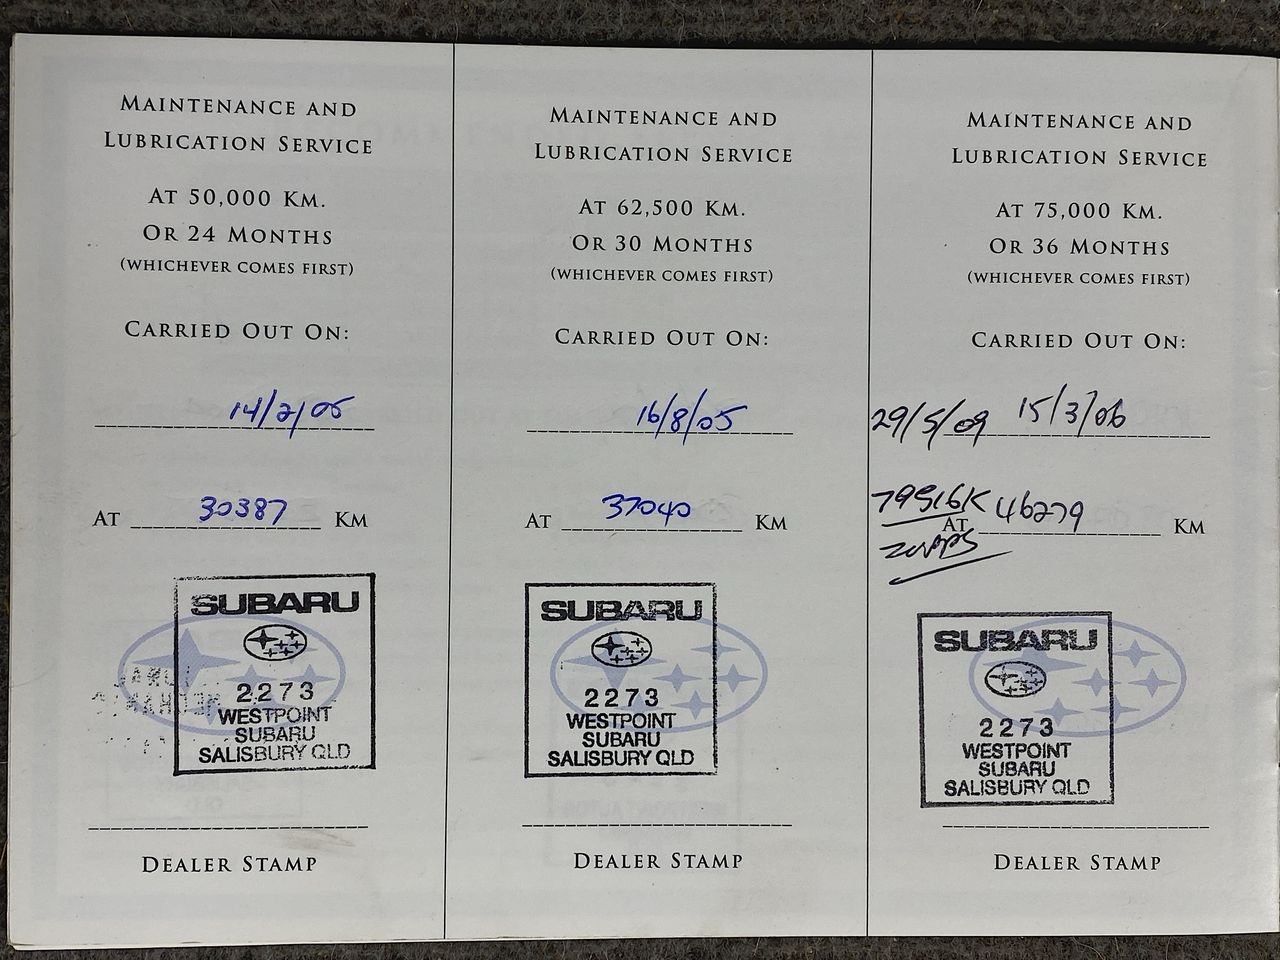 MAINTENANCE AND
LUBRICATION SERVICE
AT 50,000 KM.
OR 24 MONTHS
(WHICHEVER COMES FIRST)
CARRIED OUT ON:
14/2/05
AT 30387 KM
SUBARU
2273
WESTPOINT
SUBARU
SALISBURY QLD
DEALER STAMP
MAINTENANCE AND
LUBRICATION SERVICE
AT 62,500 KM.
OR 30 MONTHS
(WHICHEVER COMES FIRST)
CARRIED OUT ON:
16/8/05
AT 37040 KM
SUBARU
2273
WESTPOINT
SUBARU
SALISBURY QLD
DEALER STAMP
MAINTENANCE AND
LUBRICATION SERVICE
AT 75,000 KM.
OR 36 MONTHS
(WHICHEVER COMES FIRST)
CARRIED OUT ON:
29/5/09 15/3/06
79516K
AT 46279 KM
SUBARU
2273
WESTPOINT
SUBARU
SALISBURY QLD
DEALER STAMP